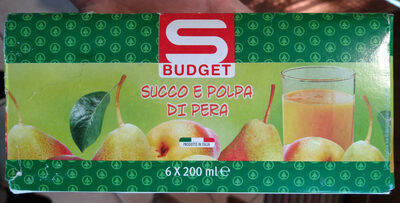 S
BUDGET
SUCCO E POLPA
DI PERA
PRODOTTO IN ITALIA
6 x 200 ml e